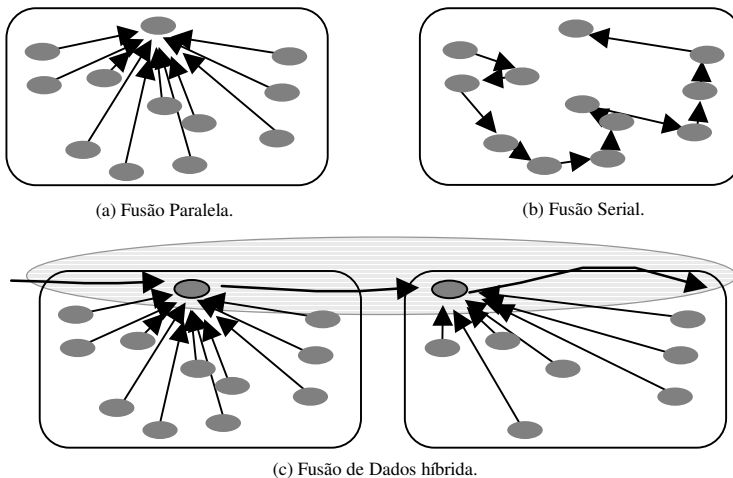 (a) Fusão Paralela.
(b) Fusão Serial.
(c) Fusão de Dados híbrida.